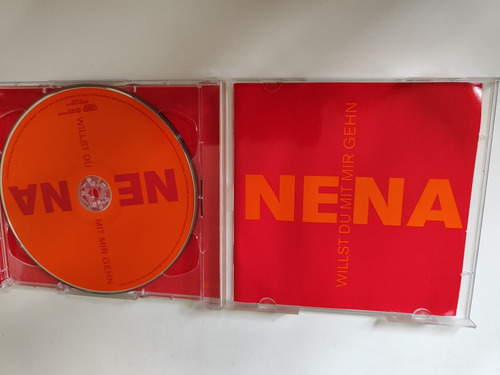 WILLST DU
NENA
MIT MIR GEHN
NENA
WILLST DU MIT MIR GEHN